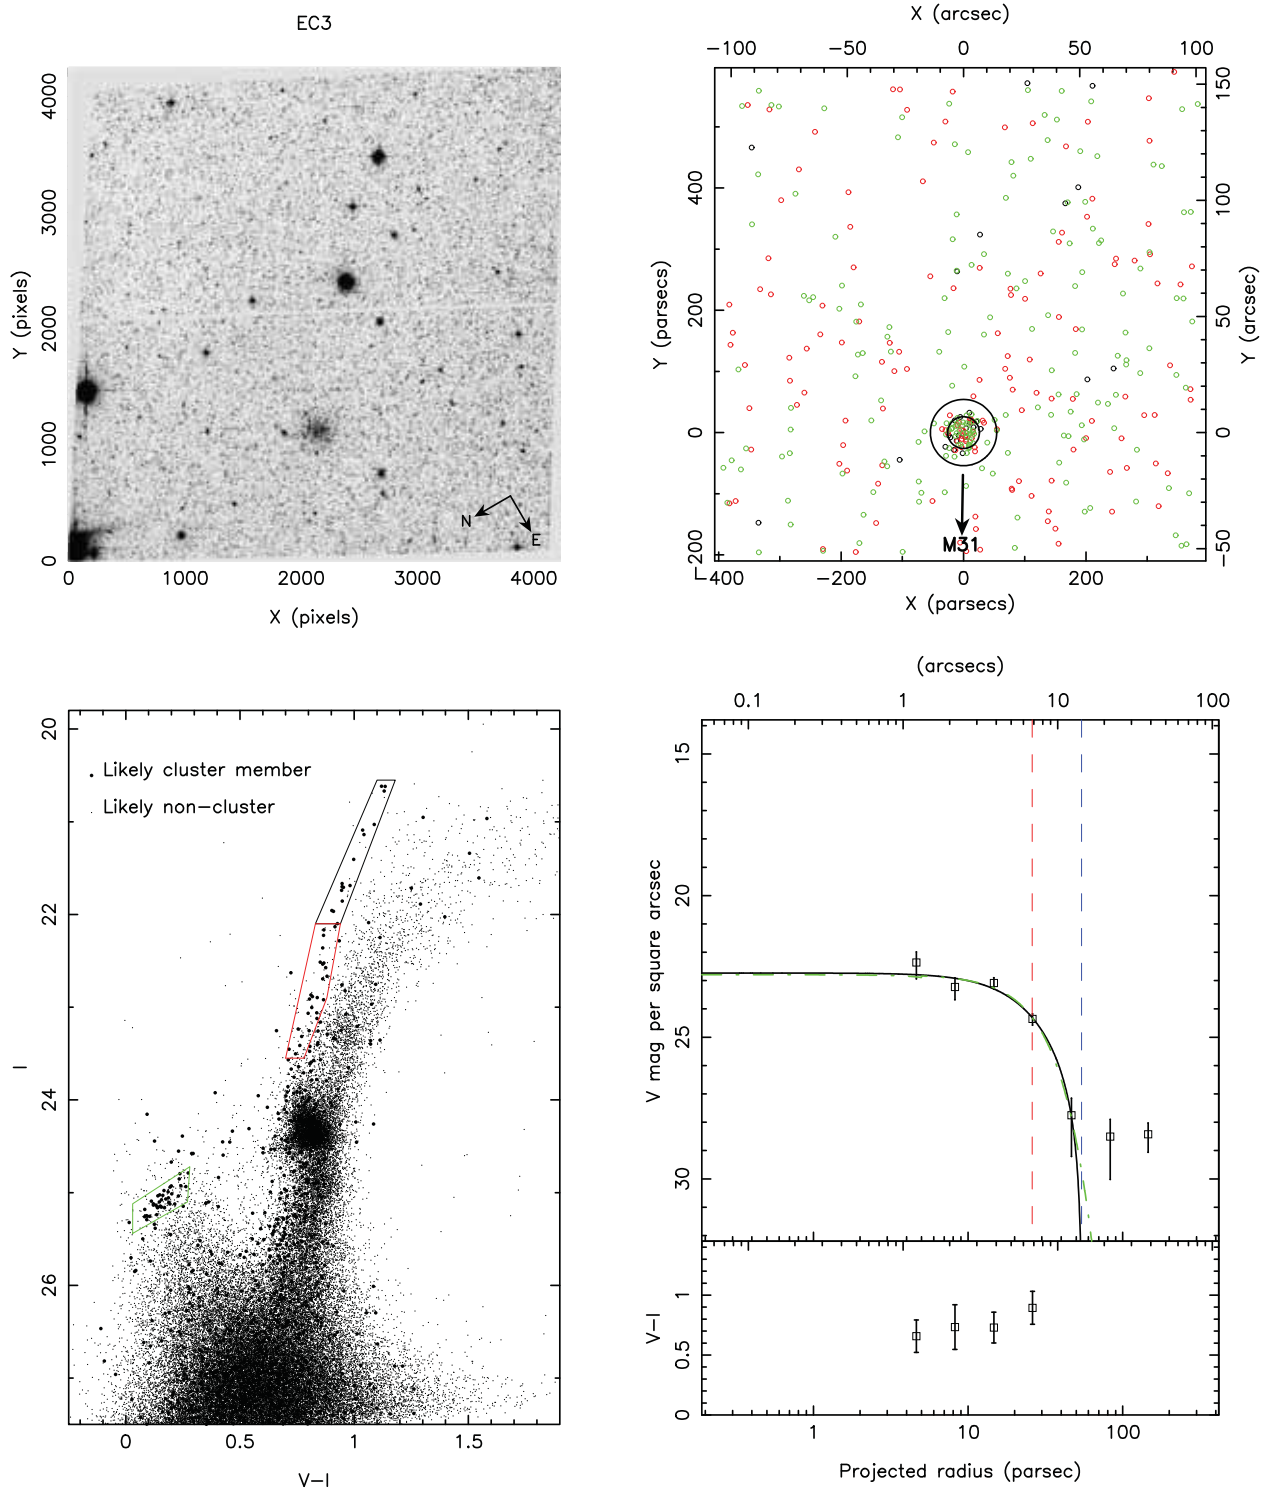 EC3
Y (pixels)
4000
3000
2000
1000
0
N
E
0 1000 2000 3000 4000
X (pixels)
X (arcsec)
−100 −50 0 50 100
Y (parsecs)
400
200
0
−200
150
100
50
0
−50
Y (arcsec)
M31
−400 −200 0 200
X (parsecs)
I
20
22
24
26
Likely cluster member
Likely non−cluster
0 0.5 1 1.5
V−I
(arcsecs)
0.1 1 10 100
V mag per square arcsec
15
20
25
30
V−I
1
0.5
0
1 10 100
Projected radius (parsec)